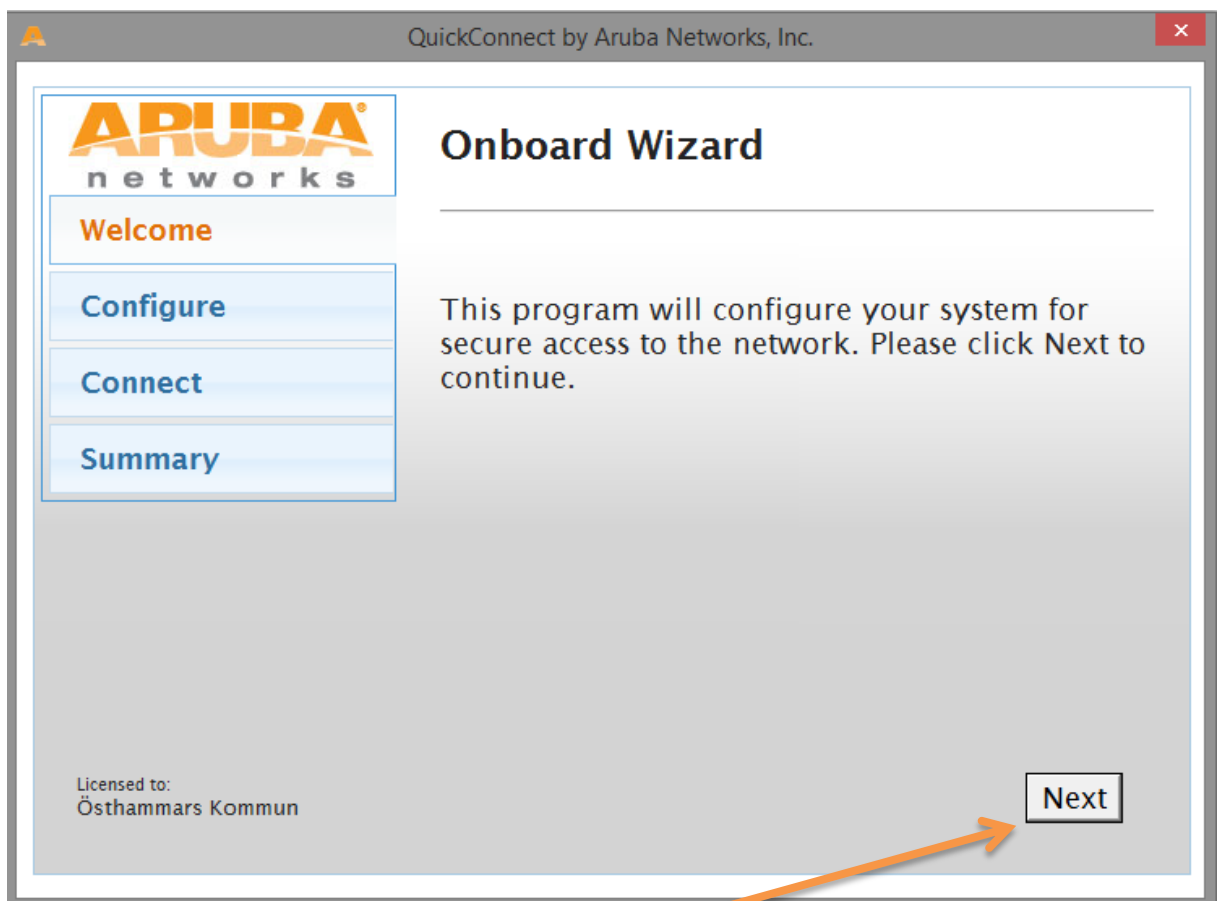 QuickConnect by Aruba Networks, Inc.
ARUBA
networks
Welcome
Configure
Connect
Summary
Onboard Wizard
This program will configure your system for
secure access to the network. Please click Next to
continue.
Licensed to:
Östhammars Kommun
Next